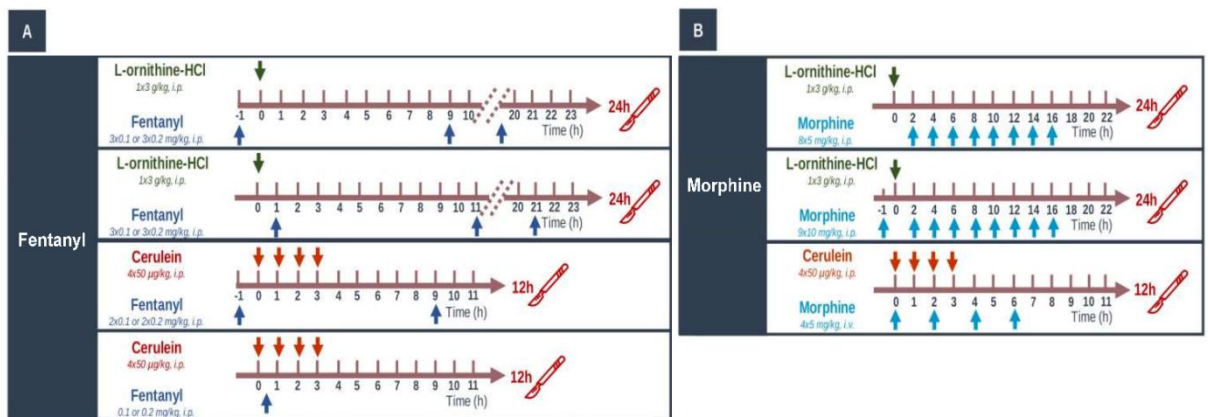 A
Fentanyl
L-ornithine-HCl
1x3 g/kg, i.p.
Fentanyl
3x0.1 or 3x0.2 mg/kg, i.p.
-1 0 1 2 3 4 5 6 7 8 9 10 20 21 22 23
Time (h)
24h
L-ornithine-HCl
1x3 g/kg, i.p.
Fentanyl
3x0.1 or 3x0.2 mg/kg, i.p.
0 1 2 3 4 5 6 7 8 9 10 11 20 21 22 23
Time (h)
24h
Cerulein
4x50 µg/kg, i.p.
Fentanyl
2x0.1 or 2x0.2 mg/kg, i.p.
-1 0 1 2 3 4 5 6 7 8 9 10 11
Time (h)
12h
Cerulein
4x50 µg/kg, i.p.
Fentanyl
0.1 or 0.2 mg/kg, i.p.
0 1 2 3 4 5 6 7 8 9 10 11
Time (h)
12h
B
Morphine
L-ornithine-HCl
1x3 g/kg, i.p.
Morphine
8x5 mg/kg, i.p.
0 2 4 6 8 10 12 14 16 18 20 22
Time (h)
24h
L-ornithine-HCl
1x3 g/kg, i.p.
Morphine
9x10 mg/kg, i.p.
-1 0 2 4 6 8 10 12 14 16 18 20 22
Time (h)
24h
Cerulein
4x50 µg/kg, i.p.
Morphine
4x5 mg/kg, i.v.
0 1 2 3 4 5 6 7 8 9 10 11
Time (h)
12h